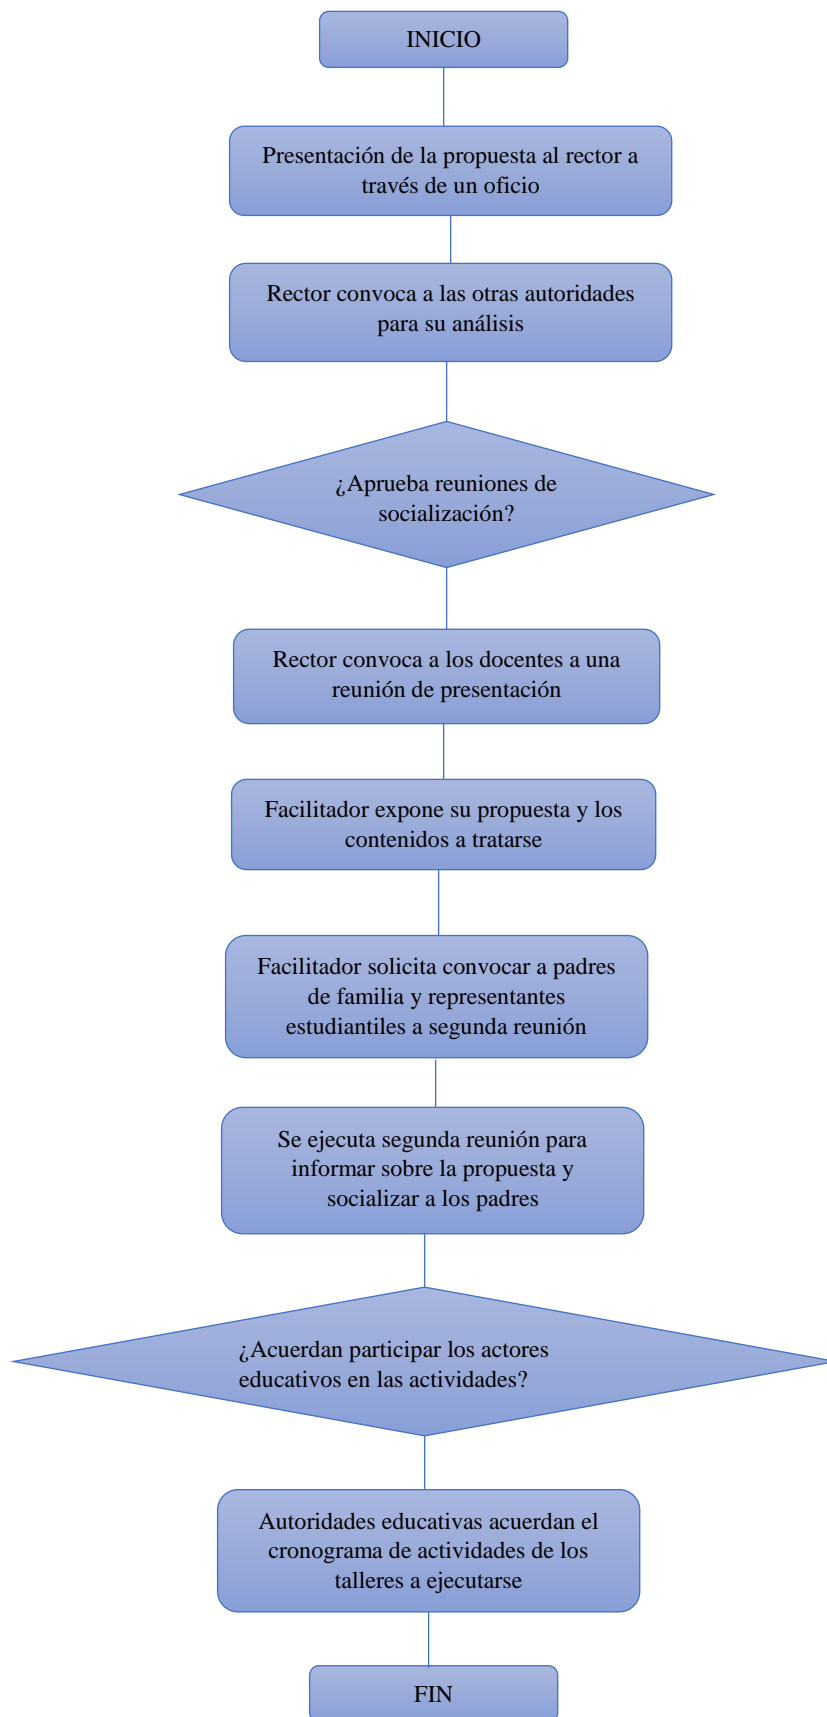 INICIO
Presentación de la propuesta al rector a
través de un oficio
Rector convoca a las otras autoridades
para su análisis
¿Aprueba reuniones de
socialización?
Rector convoca a los docentes a una
reunión de presentación
Facilitador expone su propuesta y los
contenidos a tratarse
Facilitador solicita convocar a padres
de familia y representantes
estudiantiles a segunda reunión
Se ejecuta segunda reunión para
informar sobre la propuesta y
socializar a los padres
¿Acuerdan participar los actores
educativos en las actividades?
Autoridades educativas acuerdan el
cronograma de actividades de los
talleres a ejecutarse
FIN